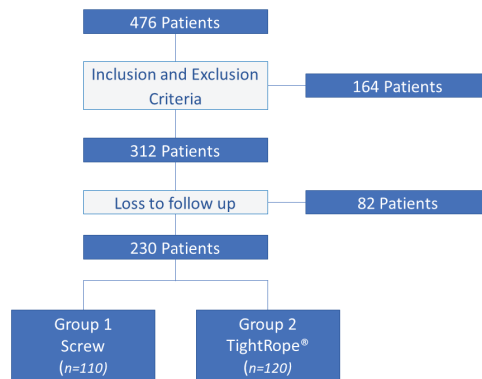 476 Patients
Inclusion and Exclusion
Criteria
164 Patients
312 Patients
Loss to follow up
82 Patients
230 Patients
Group 1
Screw
(n=110)
Group 2
TightRope®
(n=120)